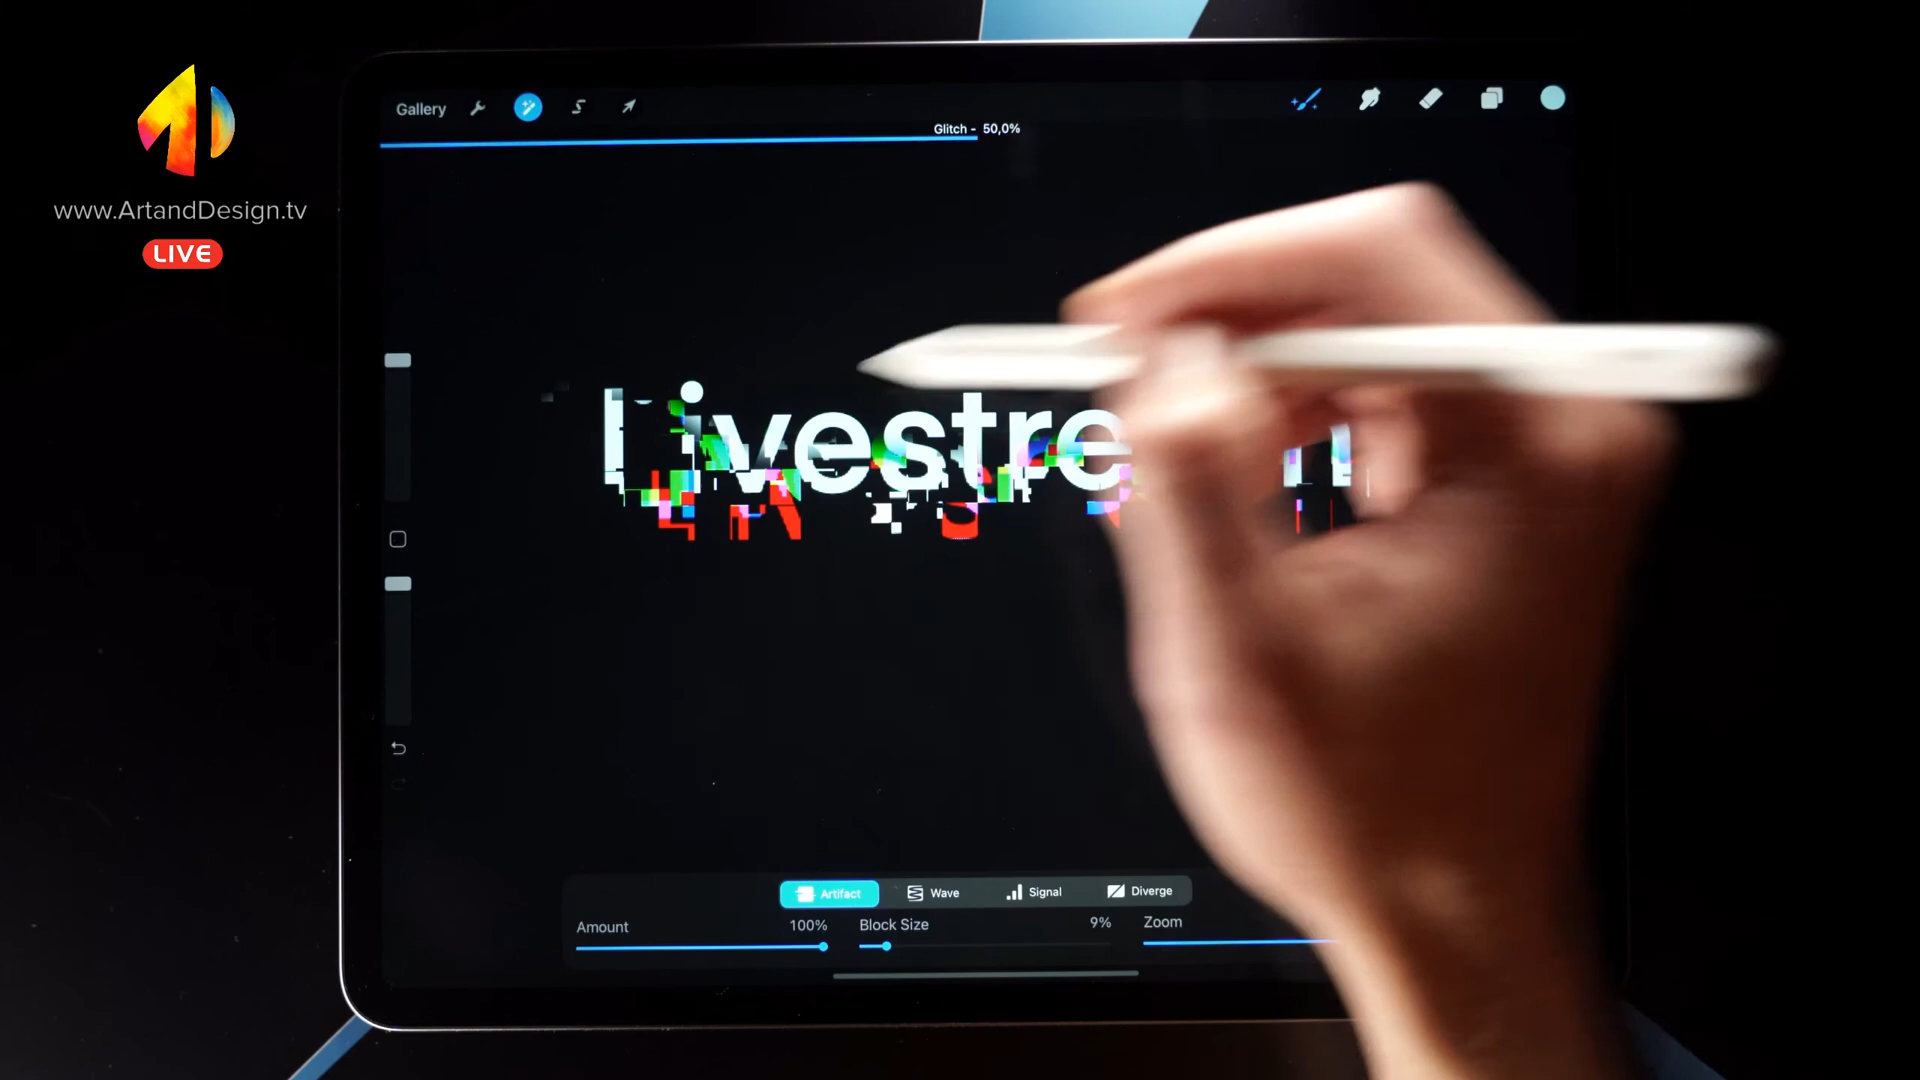 Gallery
Glitch - 50,0%
www.ArtandDesign.tv
LIVE
Livestre
Artifact
Wave
Signal
Diverge
Amount 100%
Block Size 9%
Zoom